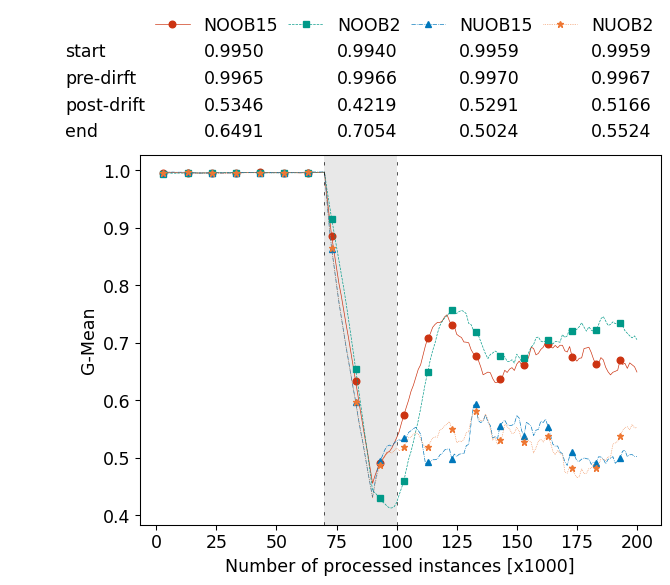 NOOB15 NOOB2 NUOB15 NUOB2
start 0.9950 0.9940 0.9959 0.9959
pre-dirft 0.9965 0.9966 0.9970 0.9967
post-drift 0.5346 0.4219 0.5291 0.5166
end 0.6491 0.7054 0.5024 0.5524
1.0
0.9
0.8
0.7
0.6
0.5
0.4
G-Mean
0 25 50 75 100 125 150 175 200
Number of processed instances [x1000]